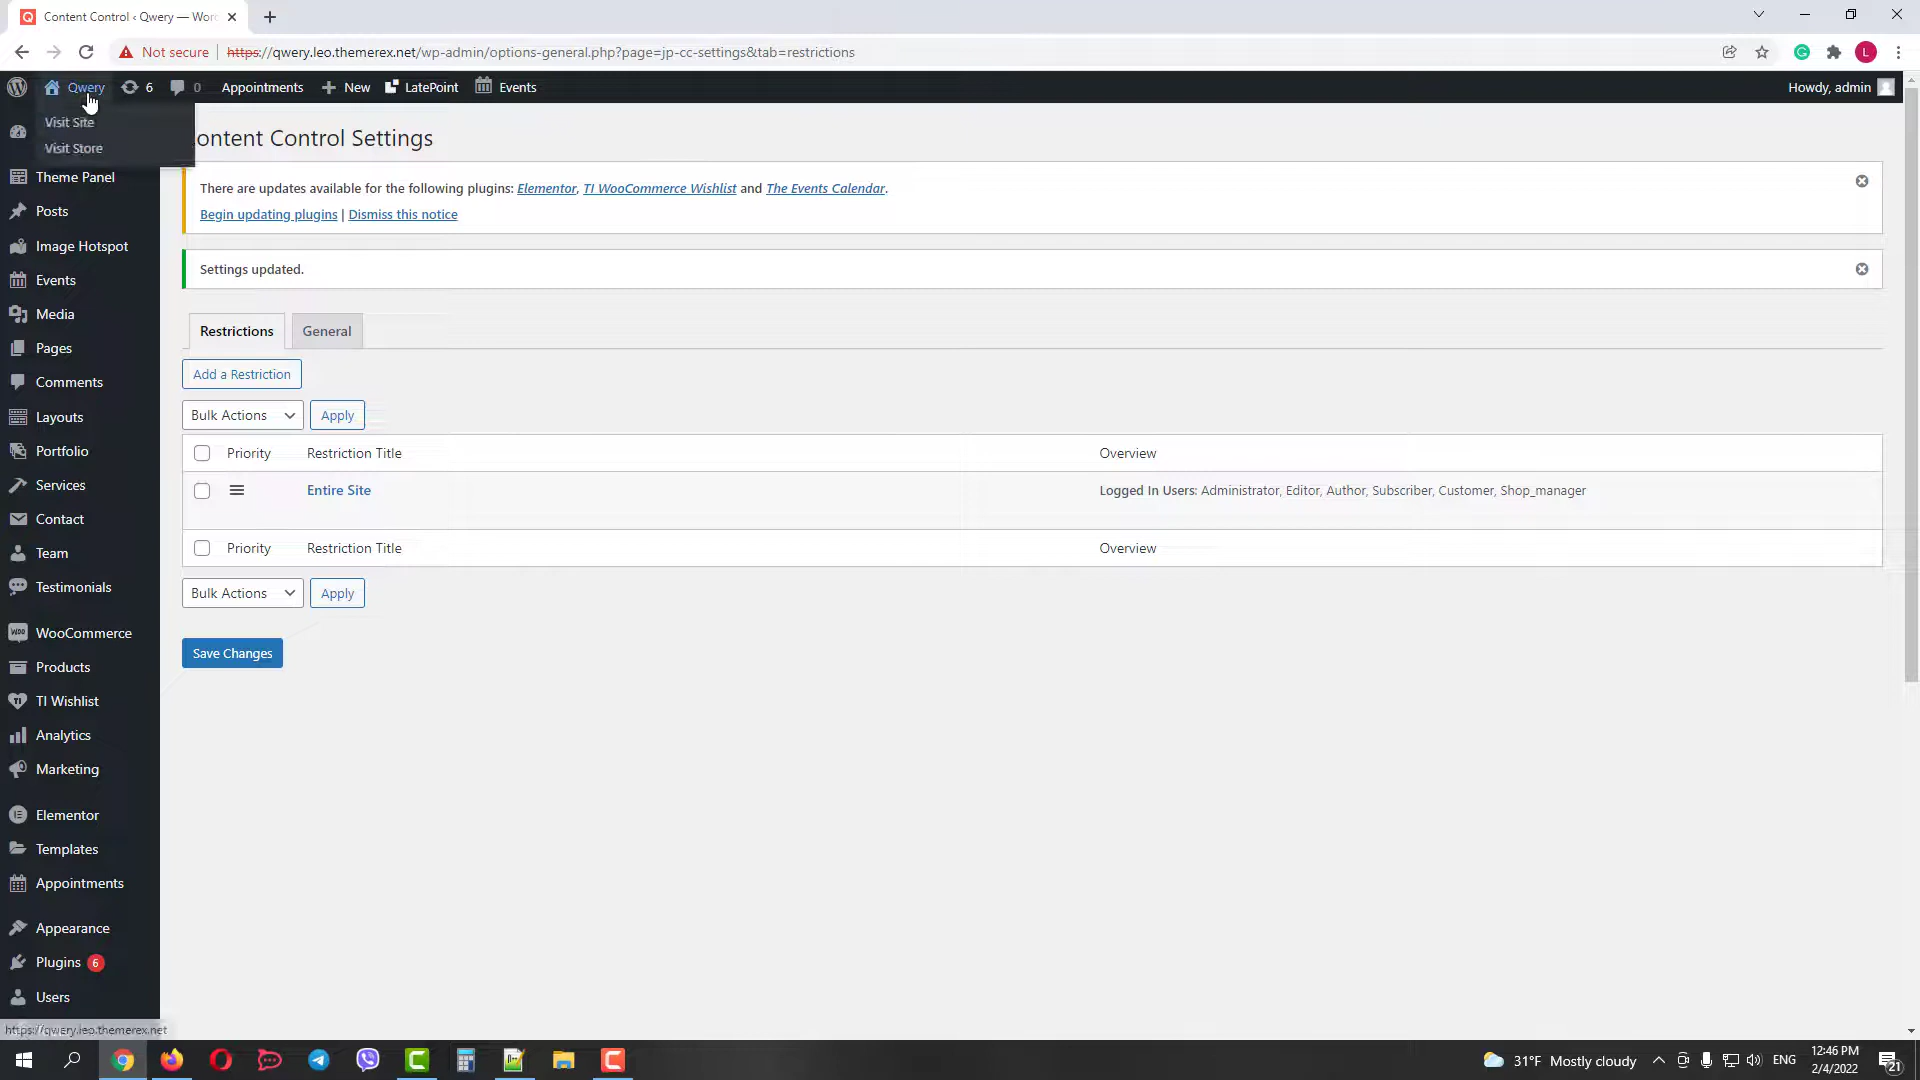 Content Control ‹ Qwery — Wor
Not secure
https://qwery.leo.themerex.net/wp-admin/options-general.php?page=jp-cc-settings&tab=restrictions
L
Qwery
6
0
Appointments
New
LatePoint
Events
Howdy, admin
Visit Site
Visit Store
Theme Panel
Posts
Image Hotspot
Events
Media
Pages
Comments
Layouts
Portfolio
Services
Contact
Team
Testimonials
WooCommerce
Products
TI Wishlist
Analytics
Marketing
Elementor
Templates
Appointments
Appearance
Plugins 6
Users
https://qwery.leo.themerex.net
ontent Control Settings
There are updates available for the following plugins: Elementor, TI WooCommerce Wishlist and The Events Calendar.
Begin updating plugins | Dismiss this notice
Settings updated.
Restrictions
General
Add a Restriction
Bulk Actions
Apply
Priority
Restriction Title
Overview
Entire Site
Logged In Users: Administrator, Editor, Author, Subscriber, Customer, Shop_manager
Priority
Restriction Title
Overview
Bulk Actions
Apply
Save Changes
31°F Mostly cloudy
ENG
12:46 PM
2/4/2022
21